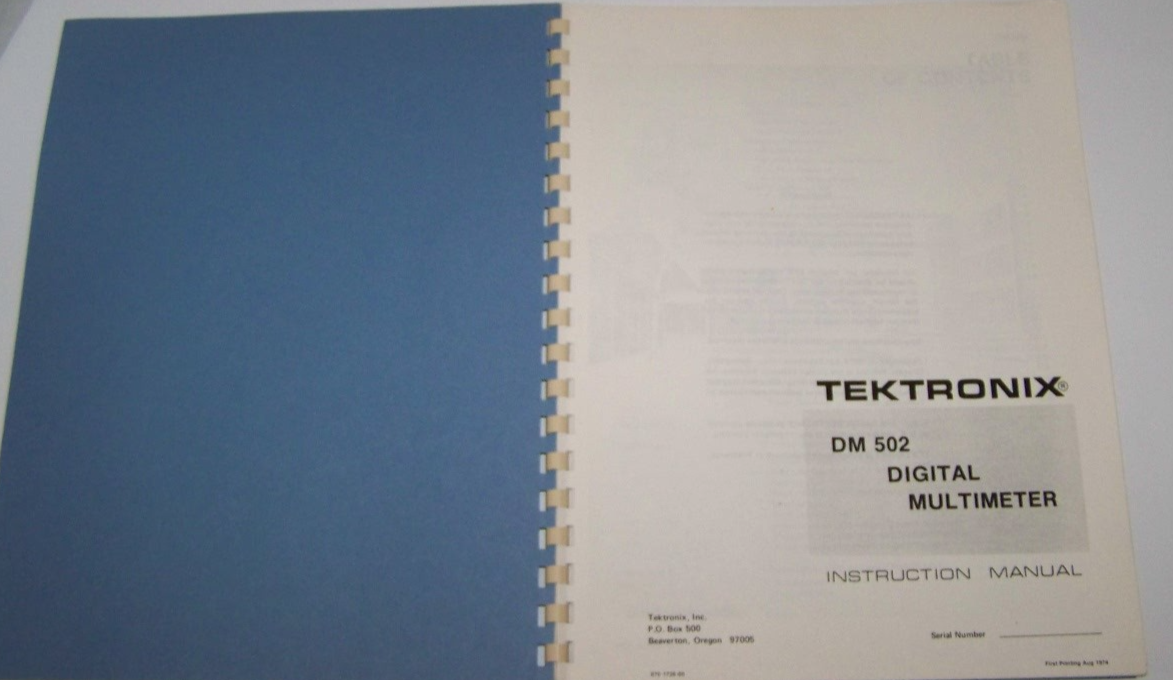 TEKTRONIX®
DM 502
DIGITAL
MULTIMETER
INSTRUCTION MANUAL
Tektronix, Inc.
P.O. Box 500
Beaverton, Oregon 97005
Serial Number
First Printing Aug 1974